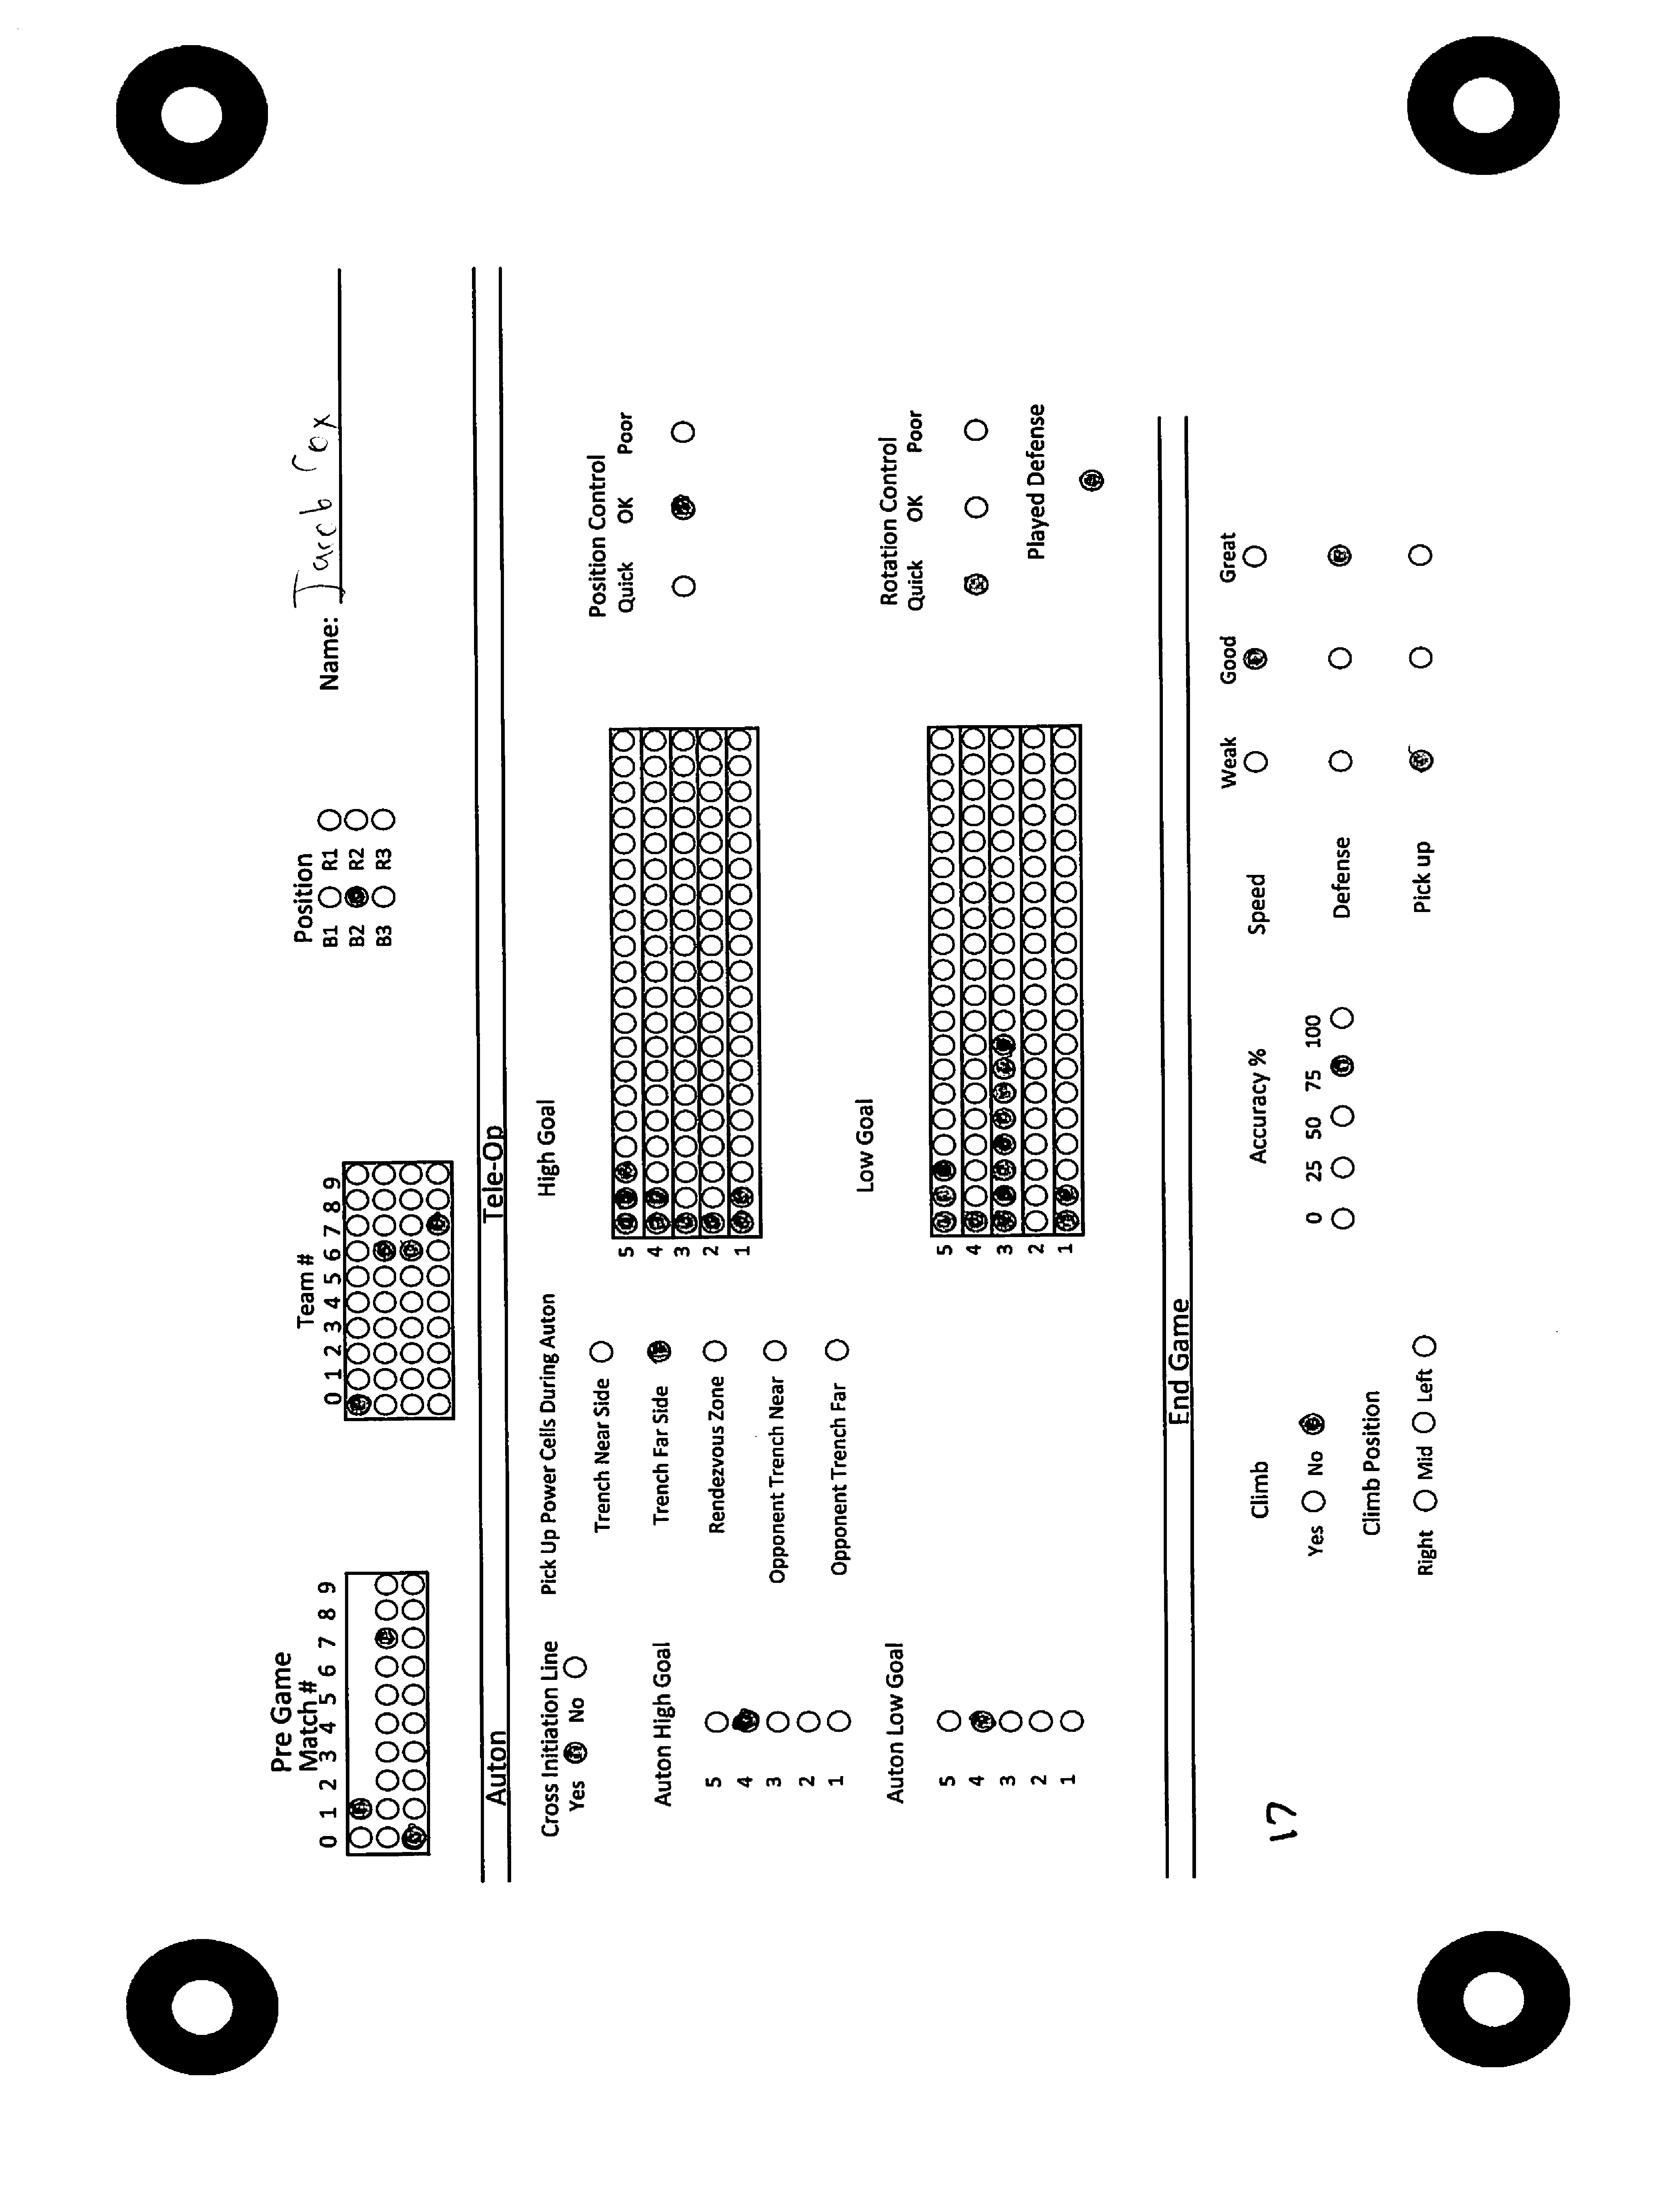 Pre Game
Match #
0 1 2 3 4 5 6 7 8 9
Team #
0 1 2 3 4 5 6 7 8 9
Position
B1 R1
B2 R2
B3 R3
Name: Jacob Cox
Auton
Tele-Op
Cross Initiation Line
Yes No
Auton High Goal
5
4
3
2
1
Auton Low Goal
5
4
3
2
1
Pick Up Power Cells During Auton
Trench Near Side
Trench Far Side
Rendezvous Zone
Opponent Trench Near
Opponent Trench Far
High Goal
5
4
3
2
1
Low Goal
5
4
3
2
1
Position Control
Quick OK Poor
Rotation Control
Quick OK Poor
Played Defense
End Game
17
Climb
Yes No
Climb Position
Right Mid Left
Accuracy %
0 25 50 75 100
Weak Good Great
Speed
Defense
Pick up